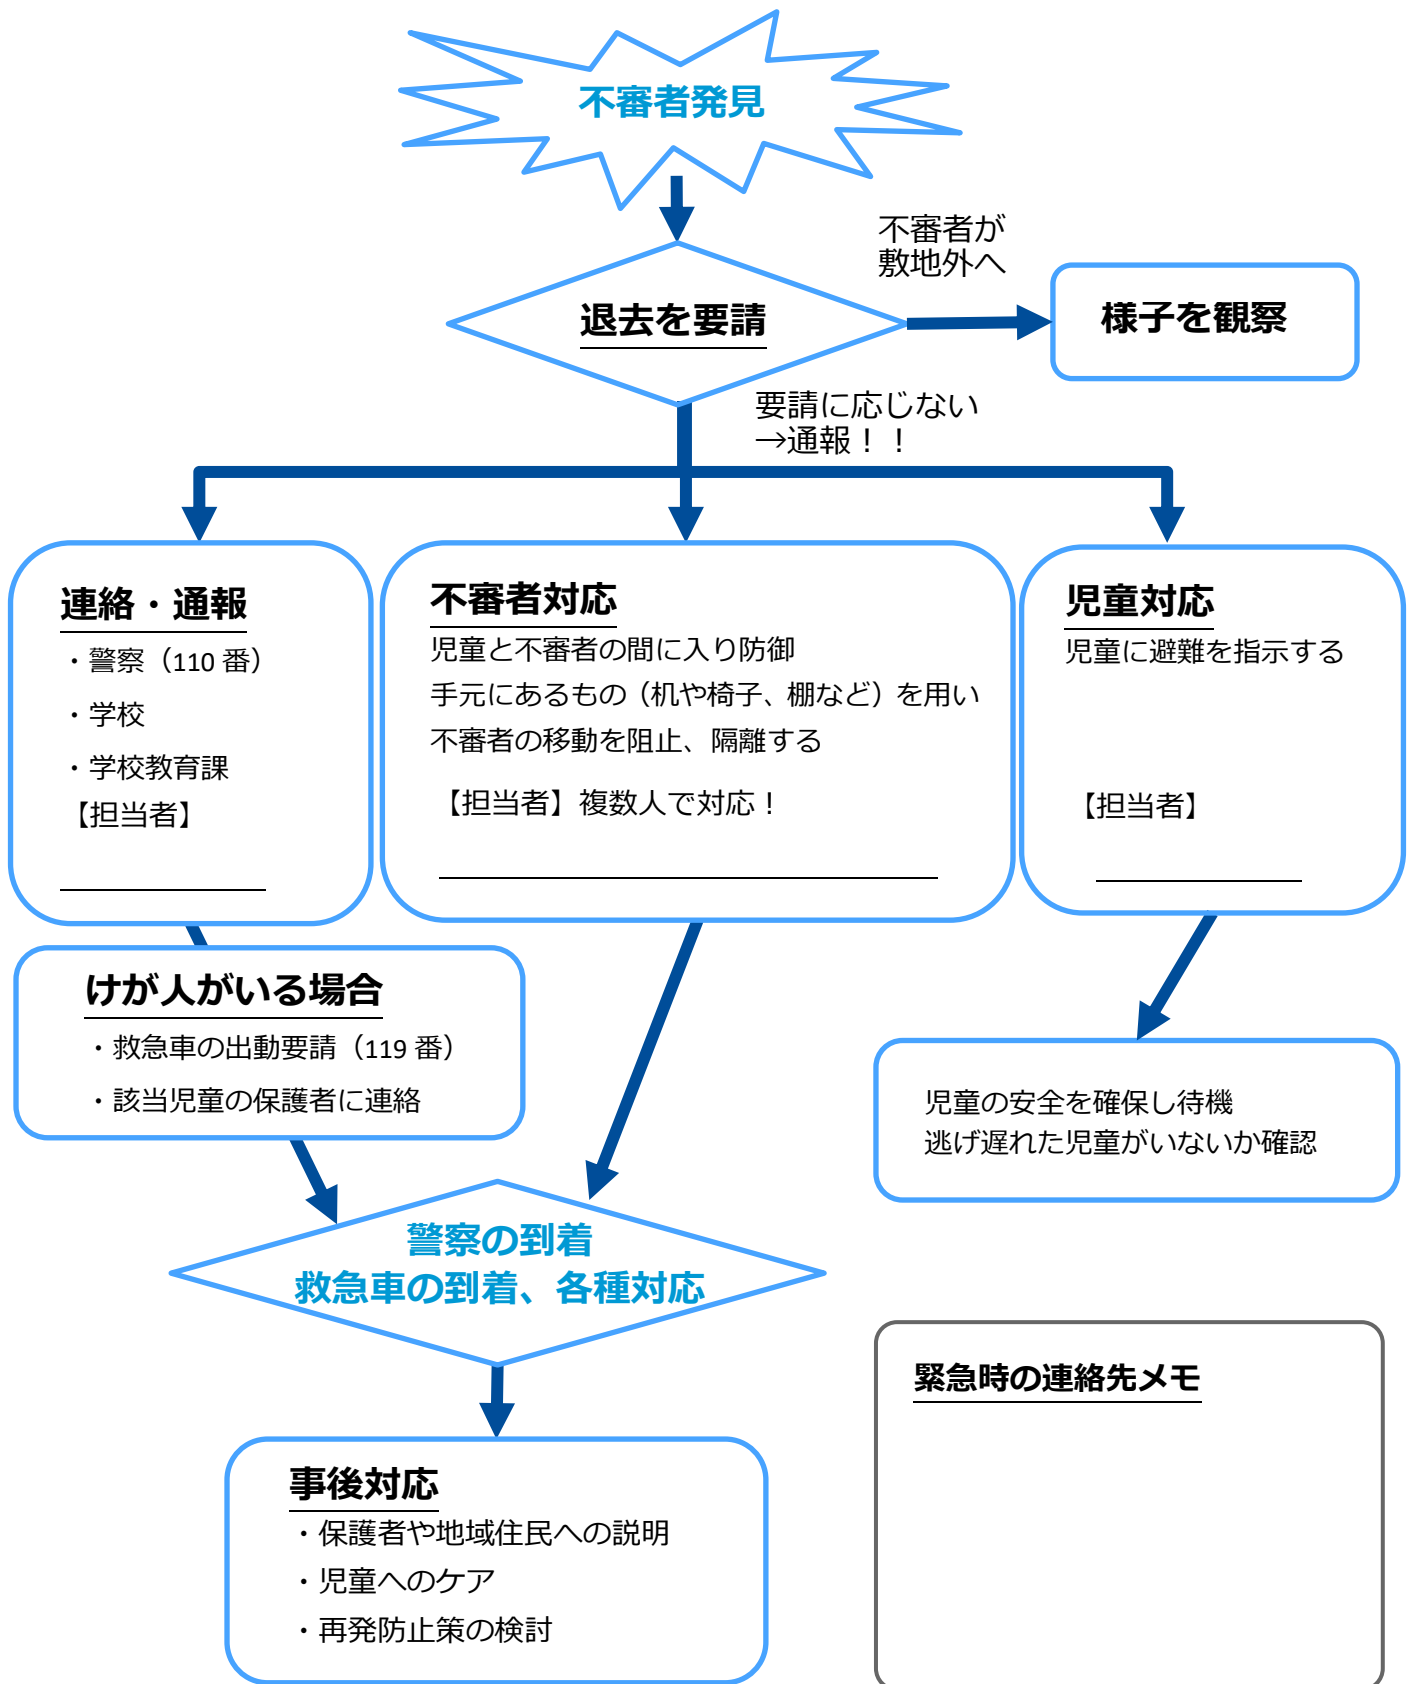 不審者発見
不審者が
敷地外へ
退去を要請
様子を観察
要請に応じない
→通報！！
連絡・通報
・警察（110 番）
・学校
・学校教育課
【担当者】
不審者対応
児童と不審者の間に入り防御
手元にあるもの（机や椅子、棚など）を用い
不審者の移動を阻止、隔離する
【担当者】複数人で対応！
児童対応
児童に避難を指示する
【担当者】
けが人がいる場合
・救急車の出動要請（119 番）
・該当児童の保護者に連絡
児童の安全を確保し待機
逃げ遅れた児童がいないか確認
警察の到着
救急車の到着、各種対応
緊急時の連絡先メモ
事後対応
・保護者や地域住民への説明
・児童へのケア
・再発防止策の検討